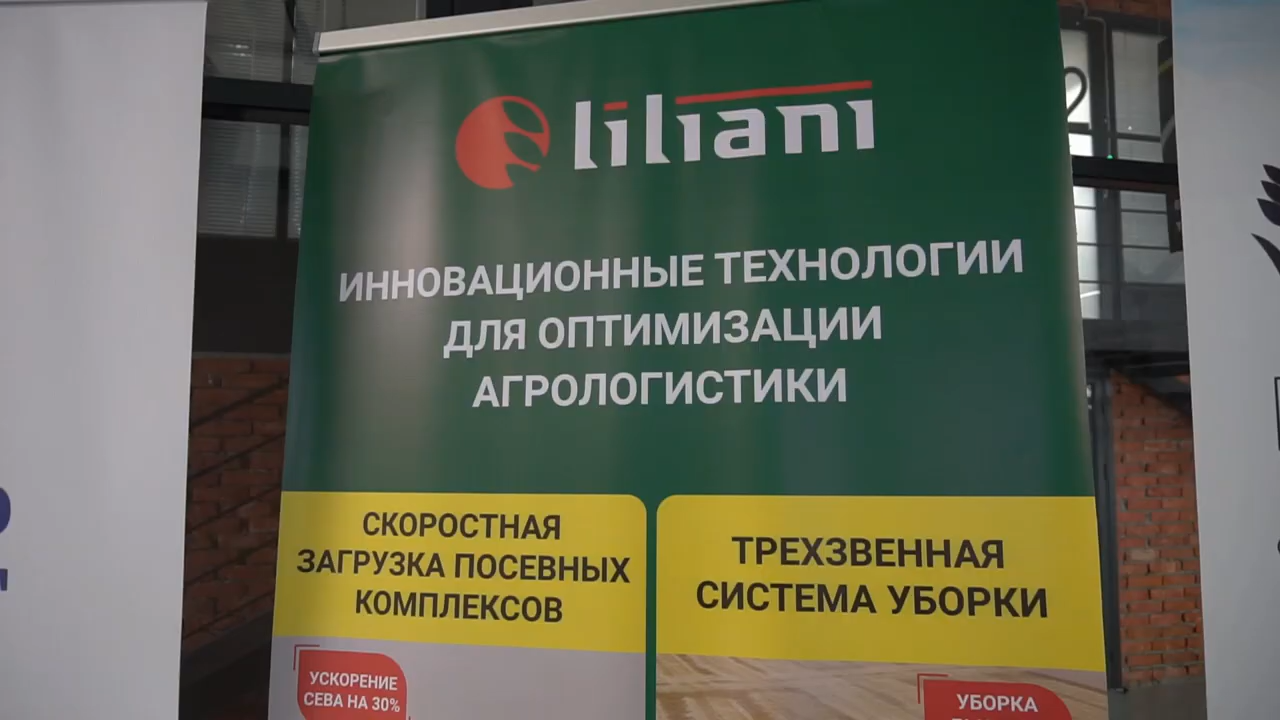 liliani
ИННОВАЦИОННЫЕ ТЕХНОЛОГИИ
ДЛЯ ОПТИМИЗАЦИИ
АГРОЛОГИСТИКИ
СКОРОСТНАЯ
ЗАГРУЗКА ПОСЕВНЫХ
КОМПЛЕКСОВ
ТРЕХЗВЕННАЯ
СИСТЕМА УБОРКИ
УСКОРЕНИЕ
СЕВА НА 30%
УБОРКА